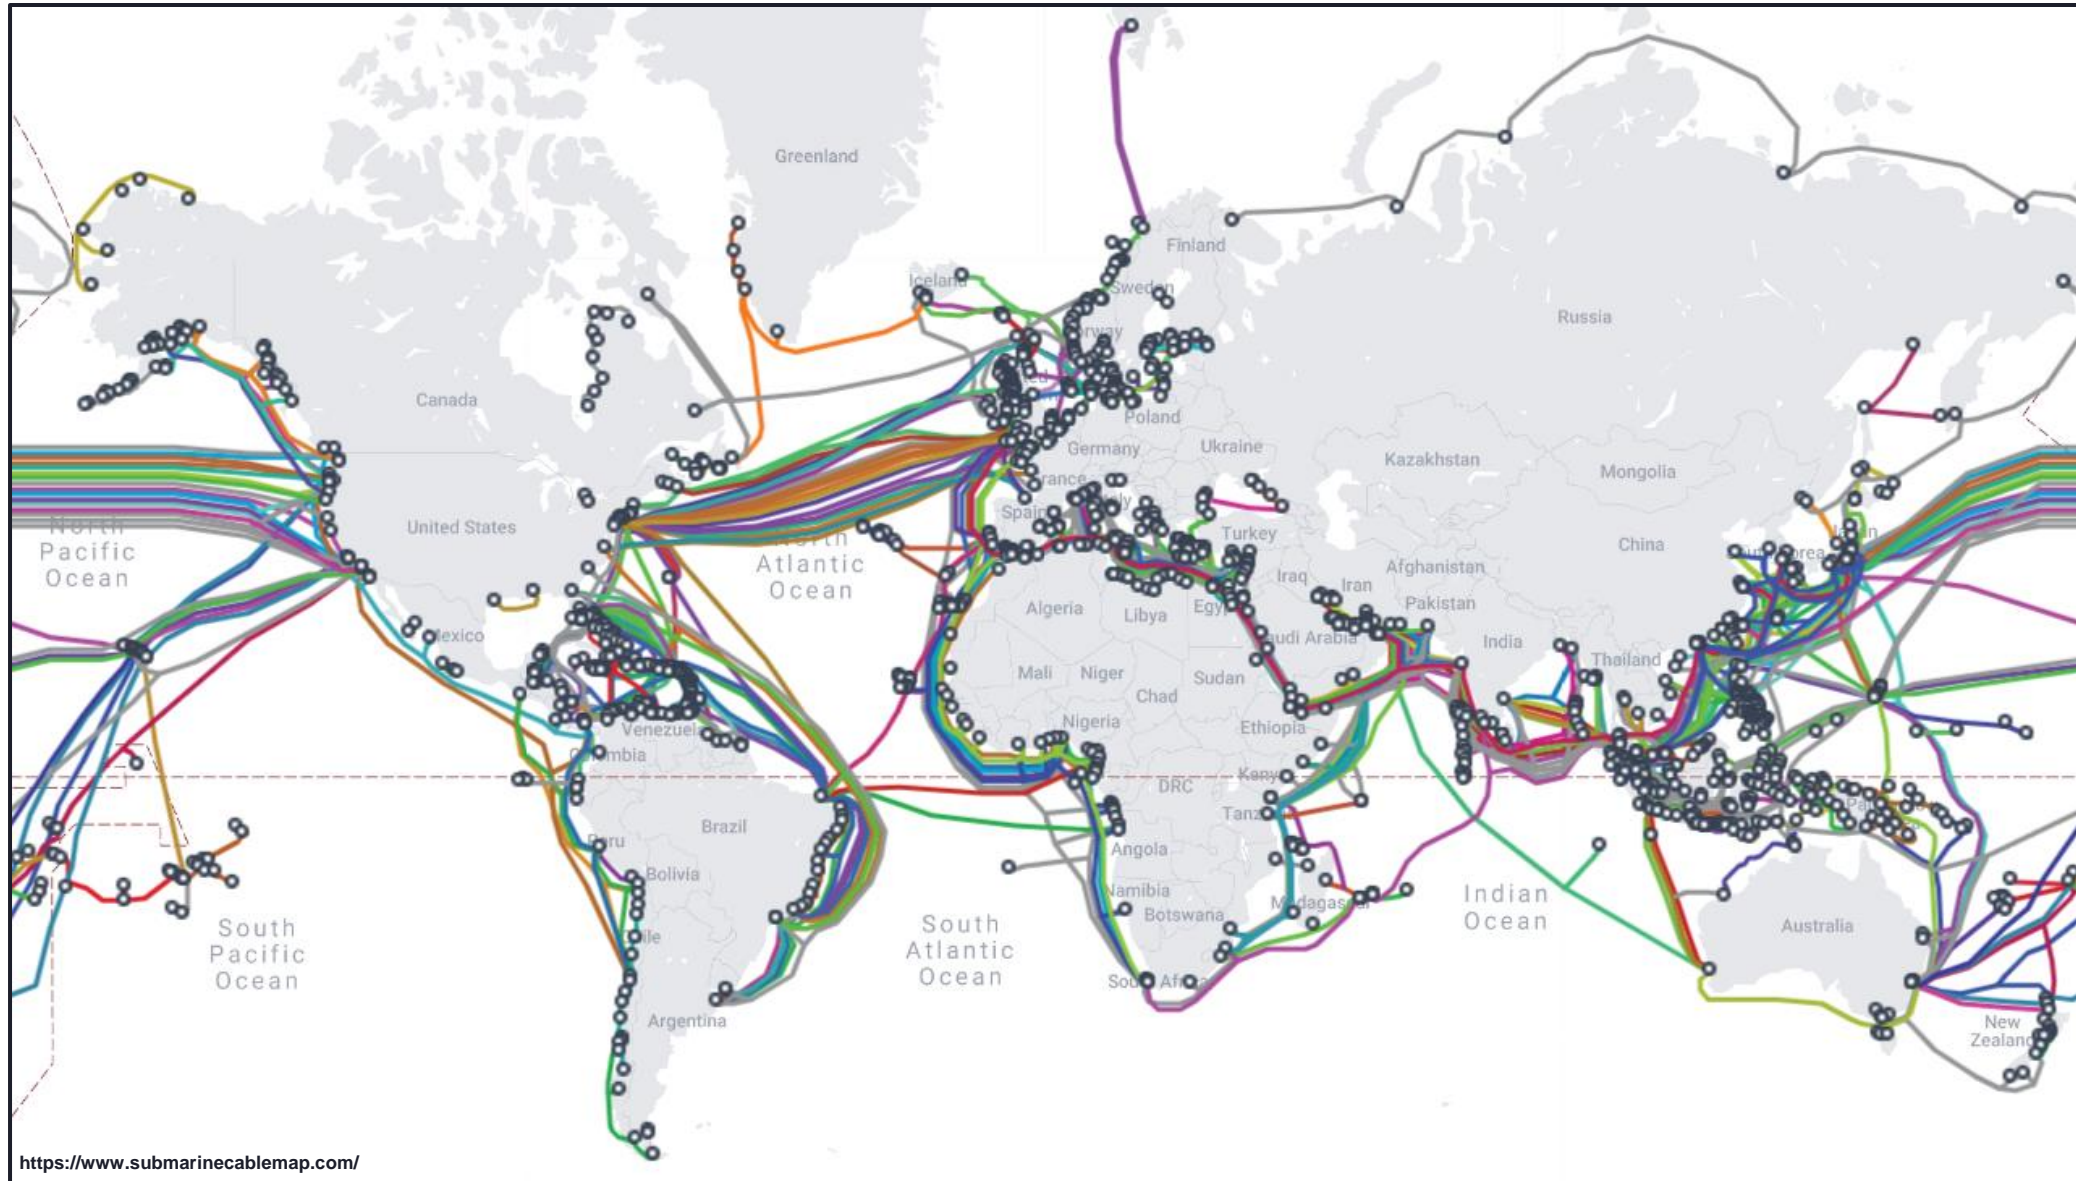 Greenland
Iceland
Finland
Sweden
Russia
Canada
Poland
Germany
Ukraine
Kazakhstan
Mongolia
United States
Spain
Turkey
China
North
Pacific
Ocean
Atlantic
Ocean
Afghanistan
Iraq
Iran
Pakistan
Algeria
Libya
India
Thailand
Mali
Niger
Chad
Sudan
Nigeria
Ethiopia
DRC
Brazil
Angola
Bolivia
Namibia
Botswana
Indian
Ocean
South
Pacific
Ocean
South
Atlantic
Ocean
Australia
Argentina
New
Zealand
https://www.submarinecablemap.com/